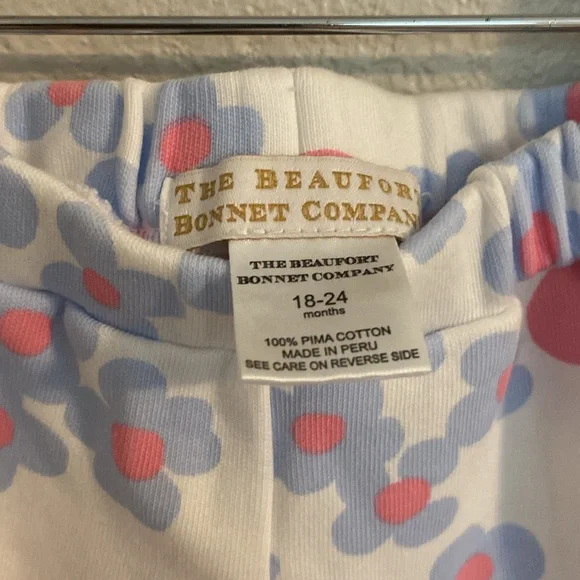 THE BEAUFORT
BONNET COMPANY
THE BEAUFORT
BONNET COMPANY
18-24
months
100% PIMA COTTON
MADE IN PERU
SEE CARE ON REVERSE SIDE